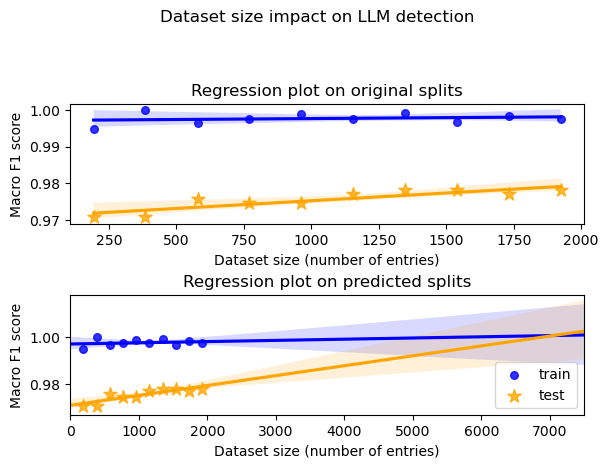 Dataset size impact on LLM detection
Regression plot on original splits
Macro F1 score
1.00
0.99
0.98
0.97
250 500 750 1000 1250 1500 1750 2000
Dataset size (number of entries)
Regression plot on predicted splits
Macro F1 score
1.00
0.98
train
test
0 1000 2000 3000 4000 5000 6000 7000
Dataset size (number of entries)